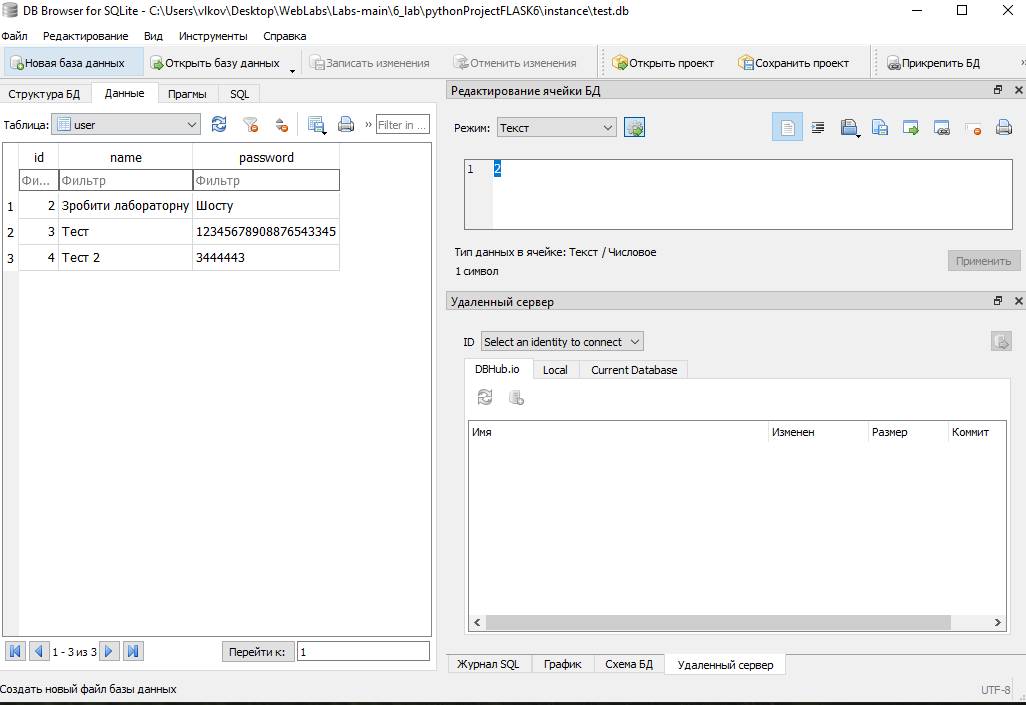 DB Browser for SQLite - C:\Users\vlkov\Desktop\WebLabs\Labs-main\6_lab\pythonProjectFLASK6\instance\test.db
Файл Редактирование Вид Инструменты Справка
Новая база данных Открыть базу данных Записать изменения Отменить изменения Открыть проект Сохранить проект Прикрепить БД »
Структура БД Данные Прагмы SQL
Таблица: user » Filter in ...
id name password
Фи... Фильтр Фильтр
1 2 Зробити лабораторну Шосту
2 3 Тест 12345678908876543345
3 4 Тест 2 3444443
1 - 3 из 3 Перейти к: 1
Редактирование ячейки БД
Режим: Текст
1 2
Тип данных в ячейке: Текст / Числовое
1 символ
Применить
Удаленный сервер
ID Select an identity to connect
DBHub.io Local Current Database
Имя Изменен Размер Коммит
Журнал SQL График Схема БД Удаленный сервер
Создать новый файл базы данных UTF-8